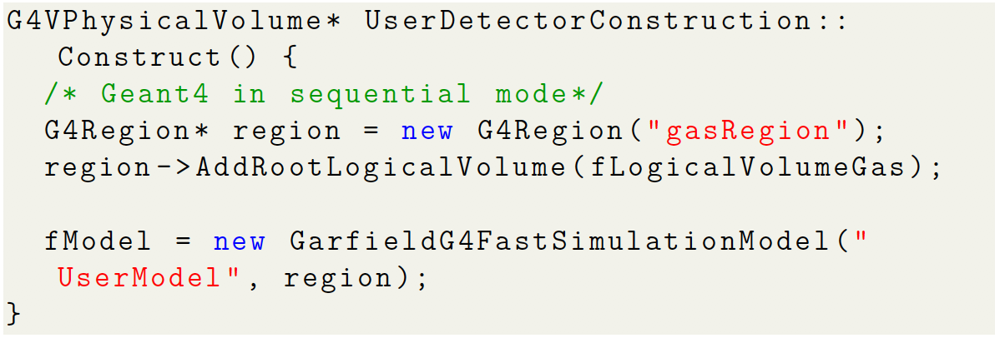 G4VPhysicalVolume* UserDetectorConstruction::
Construct() {
/* Geant4 in sequential mode*/
G4Region* region = new G4Region("gasRegion");
region->AddRootLogicalVolume(fLogicalVolumeGas);
fModel = new GarfieldG4FastSimulationModel("
UserModel", region);
}